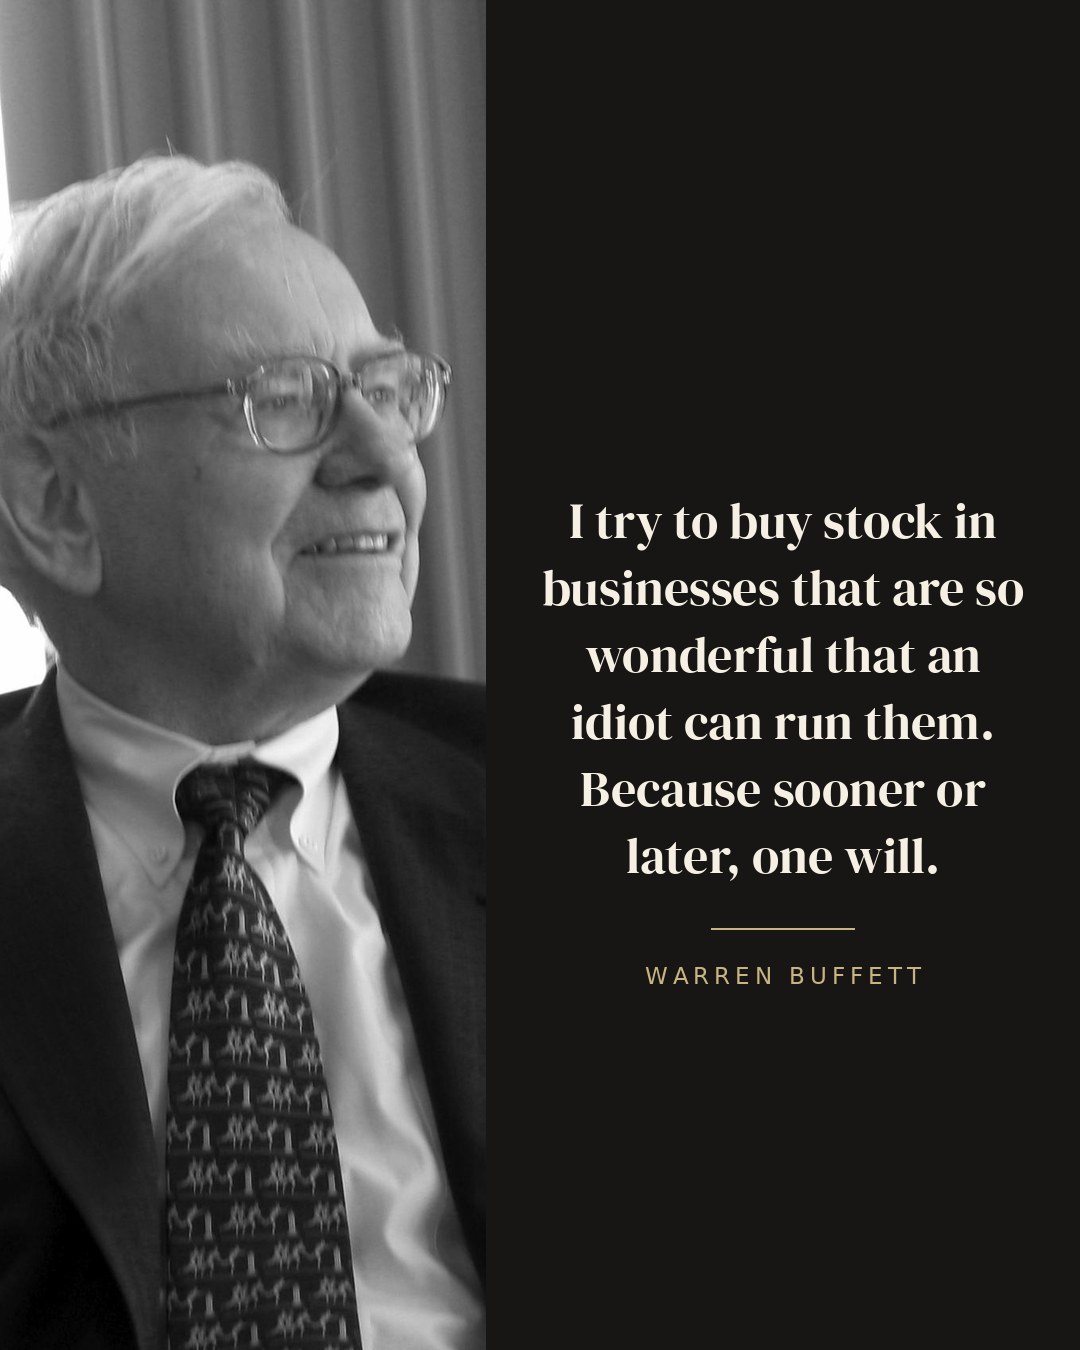 I try to buy stock in
businesses that are so
wonderful that an
idiot can run them.
Because sooner or
later, one will.
WARREN BUFFETT